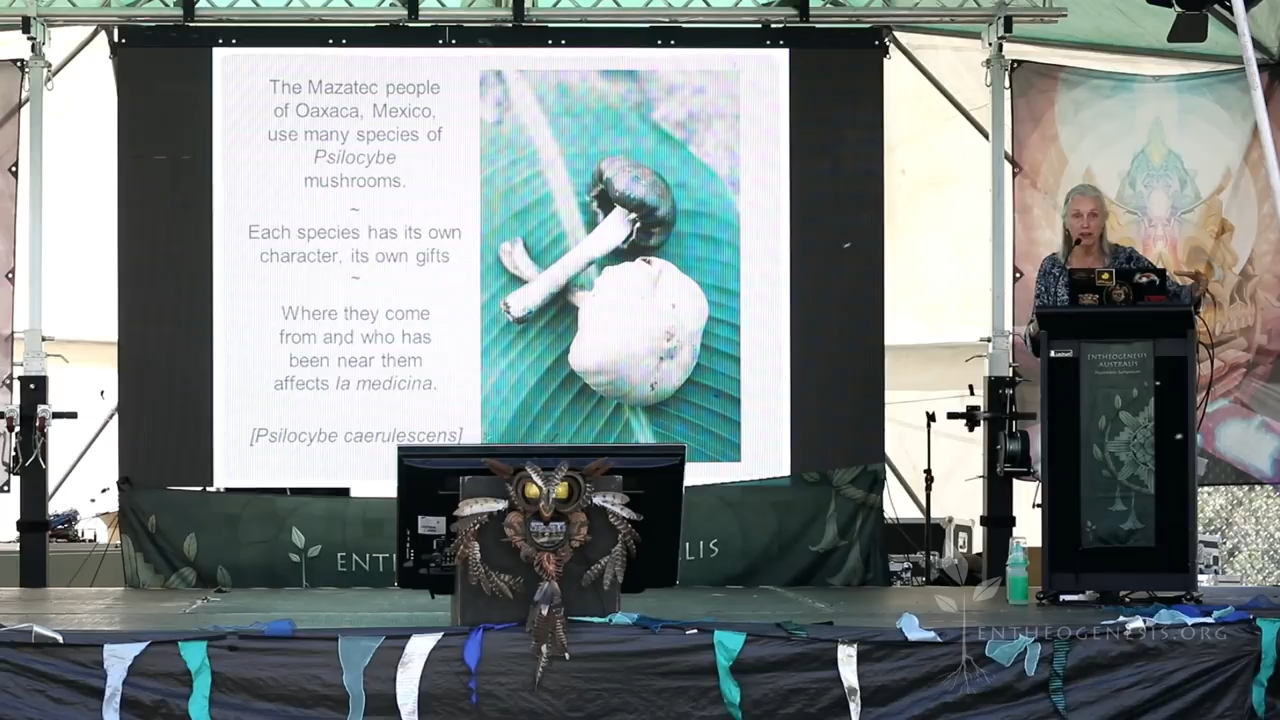 The Mazatec people
of Oaxaca, Mexico,
use many species of
Psilocybe
mushrooms.
~
Each species has its own
character, its own gifts
~
Where they come
from and who has
been near them
affects la medicina.
[Psilocybe caerulescens]
ENTHEOGENESIS
AUSTRALIS
ENTH LIS
ENTHEOGENESIS.ORG